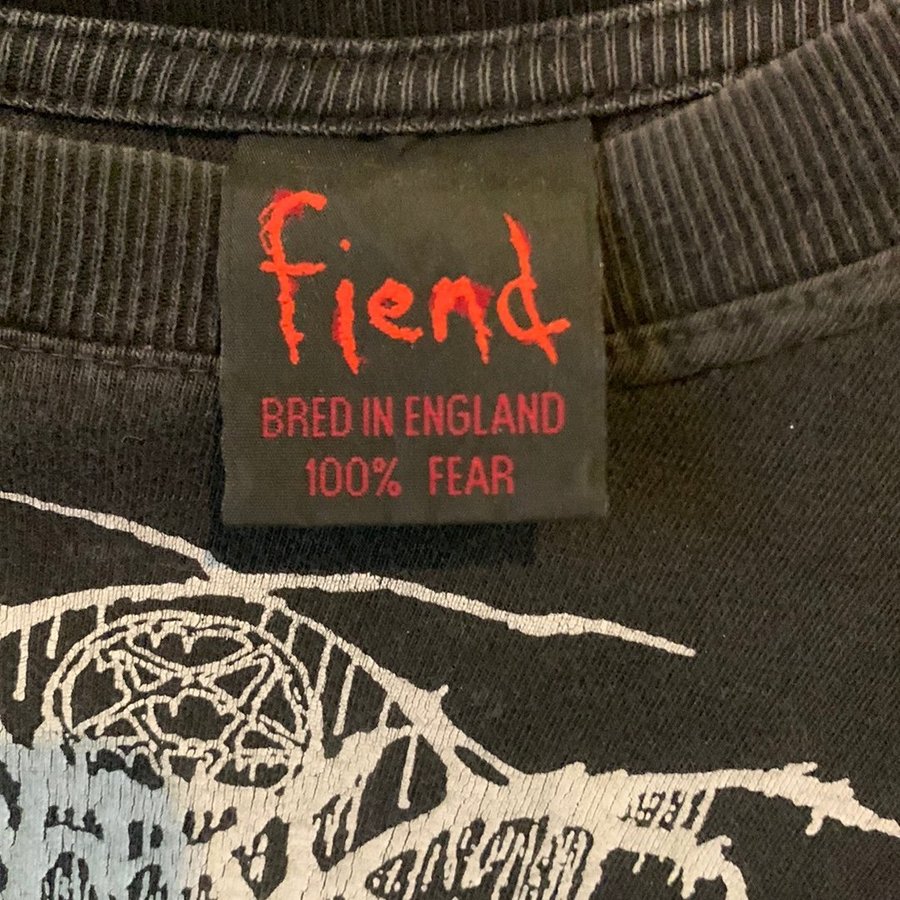 fiend
BRED IN ENGLAND
100% FEAR